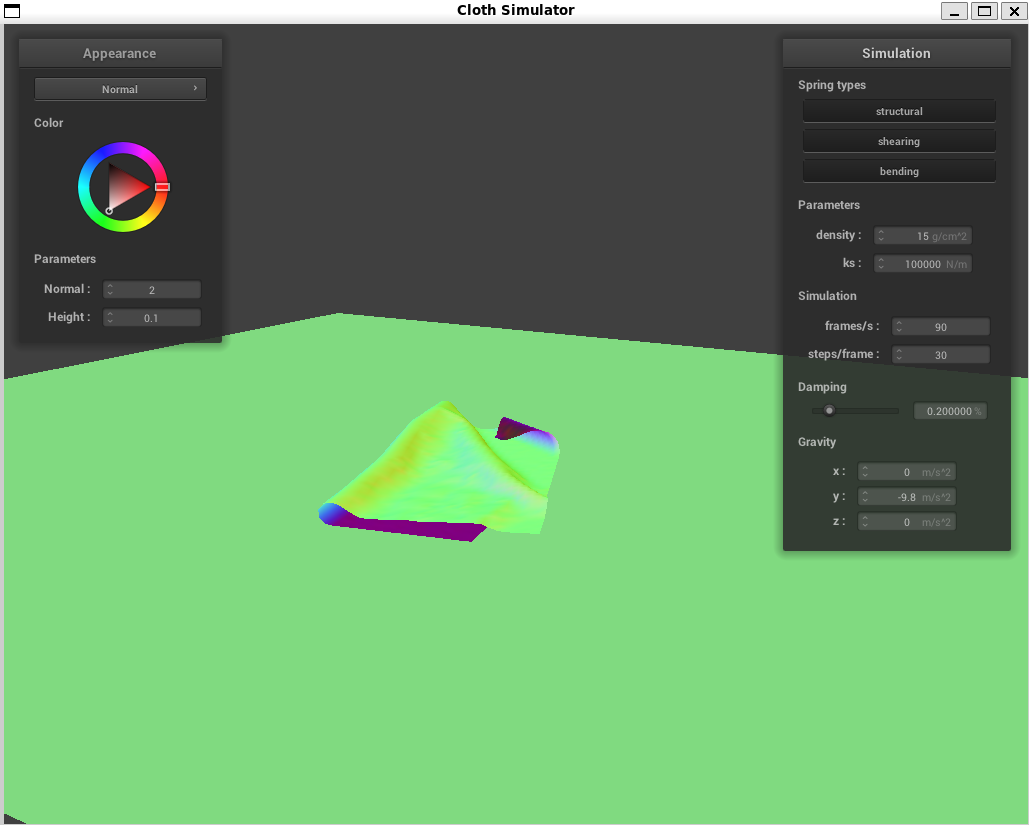 Cloth Simulator
Appearance
Normal
Color
Parameters
Normal : 2
Height : 0.1
Simulation
Spring types
structural
shearing
bending
Parameters
density : 15 g/cm^2
ks : 100000 N/m
Simulation
frames/s : 90
steps/frame : 30
Damping
0.200000 %
Gravity
x : 0 m/s^2
y : -9.8 m/s^2
z : 0 m/s^2